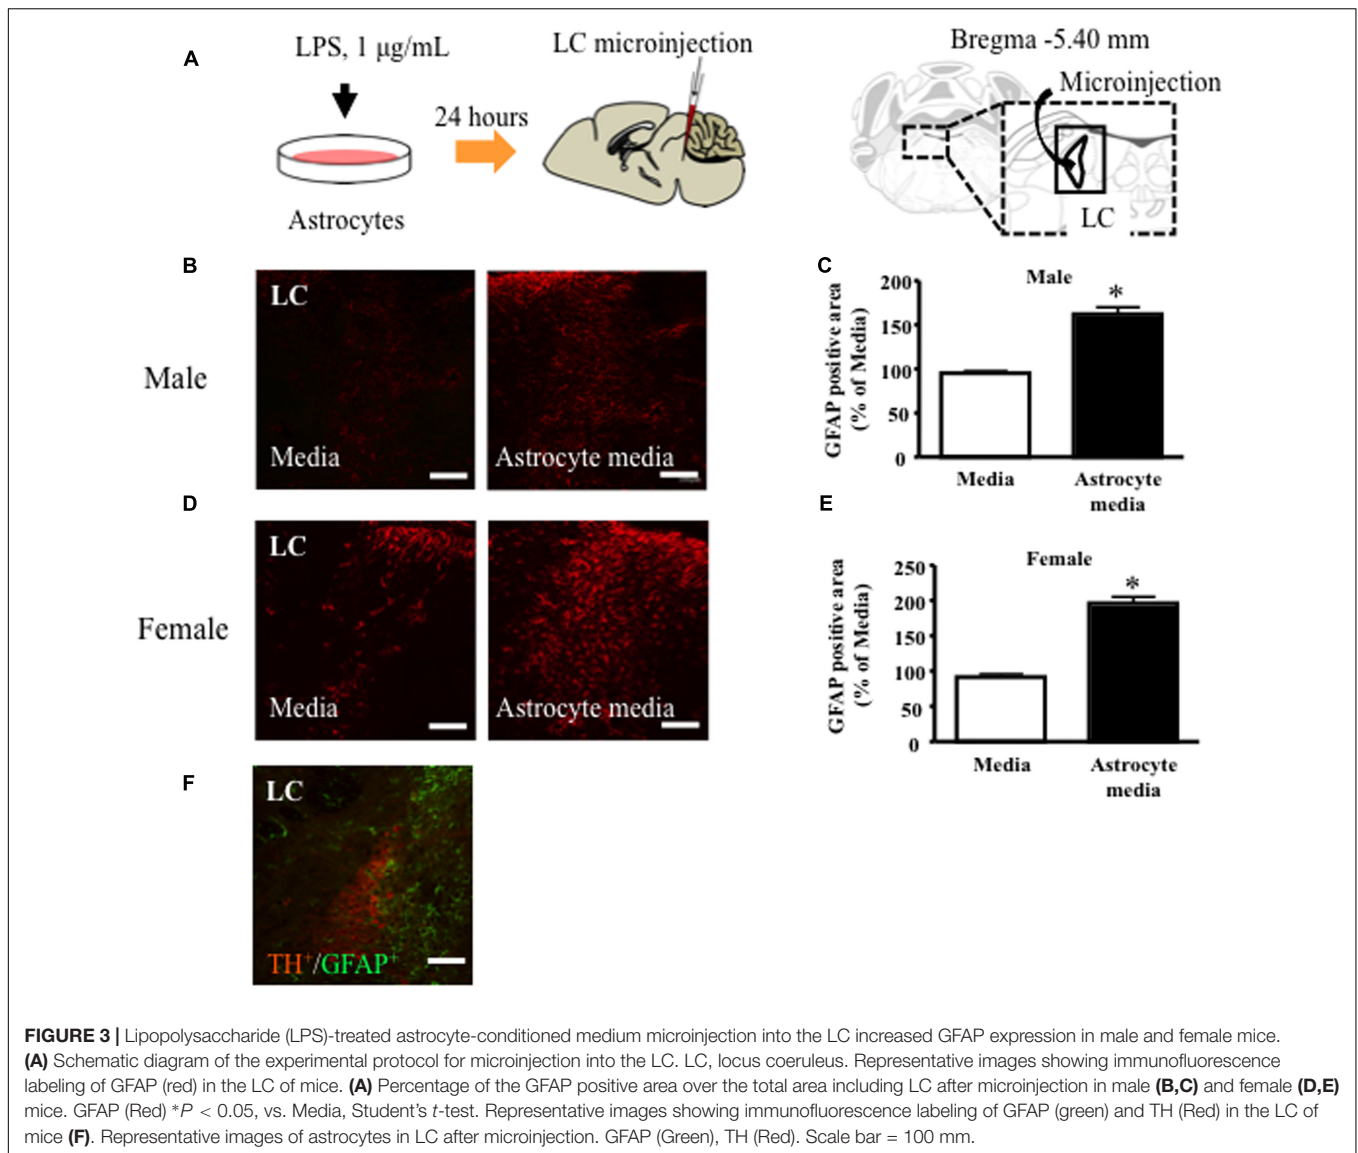 A
LPS, 1 μg/mL
24 hours
Astrocytes
LC microinjection
Bregma -5.40 mm
Microinjection
LC
B
Male
LC
Media
Astrocyte media
C
Male
GFAP positive area
(% of Media)
200
150
100
50
0
*
Media
Astrocyte
media
D
Female
LC
Media
Astrocyte media
E
Female
GFAP positive area
(% of Media)
250
200
150
100
50
0
*
Media
Astrocyte
media
F
LC
TH⁺/GFAP⁺
FIGURE 3 | Lipopolysaccharide (LPS)-treated astrocyte-conditioned medium microinjection into the LC increased GFAP expression in male and female mice.
(A) Schematic diagram of the experimental protocol for microinjection into the LC. LC, locus coeruleus. Representative images showing immunofluorescence
labeling of GFAP (red) in the LC of mice. (A) Percentage of the GFAP positive area over the total area including LC after microinjection in male (B,C) and female (D,E)
mice. GFAP (Red) *P < 0.05, vs. Media, Student's t-test. Representative images showing immunofluorescence labeling of GFAP (green) and TH (Red) in the LC of
mice (F). Representative images of astrocytes in LC after microinjection. GFAP (Green), TH (Red). Scale bar = 100 mm.